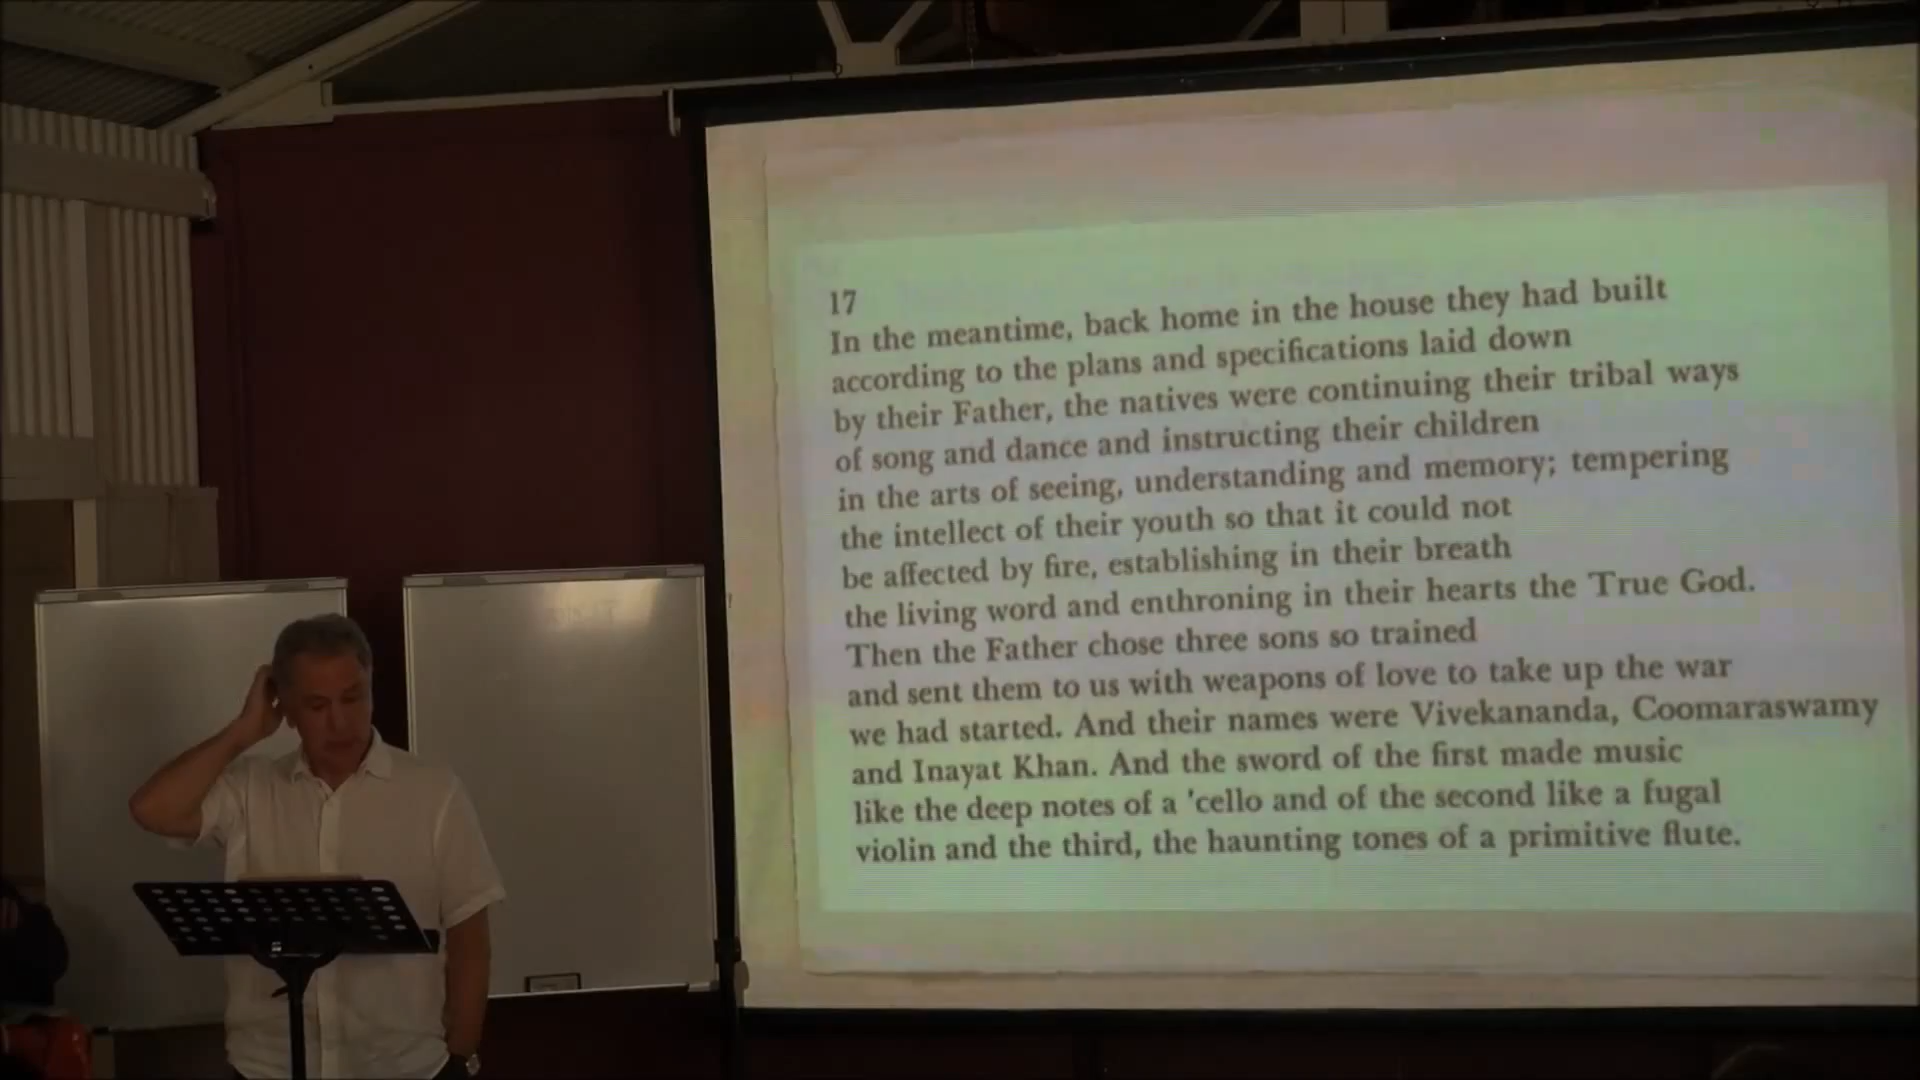 17
In the meantime, back home in the house they had built
according to the plans and specifications laid down
by their Father, the natives were continuing their tribal ways
of song and dance and instructing their children
in the arts of seeing, understanding and memory; tempering
the intellect of their youth so that it could not
be affected by fire, establishing in their breath
the living word and enthroning in their hearts the True God.
Then the Father chose three sons so trained
and sent them to us with weapons of love to take up the war
we had started. And their names were Vivekananda, Coomaraswamy
and Inayat Khan. And the sword of the first made music
like the deep notes of a 'cello and of the second like a fugal
violin and the third, the haunting tones of a primitive flute.